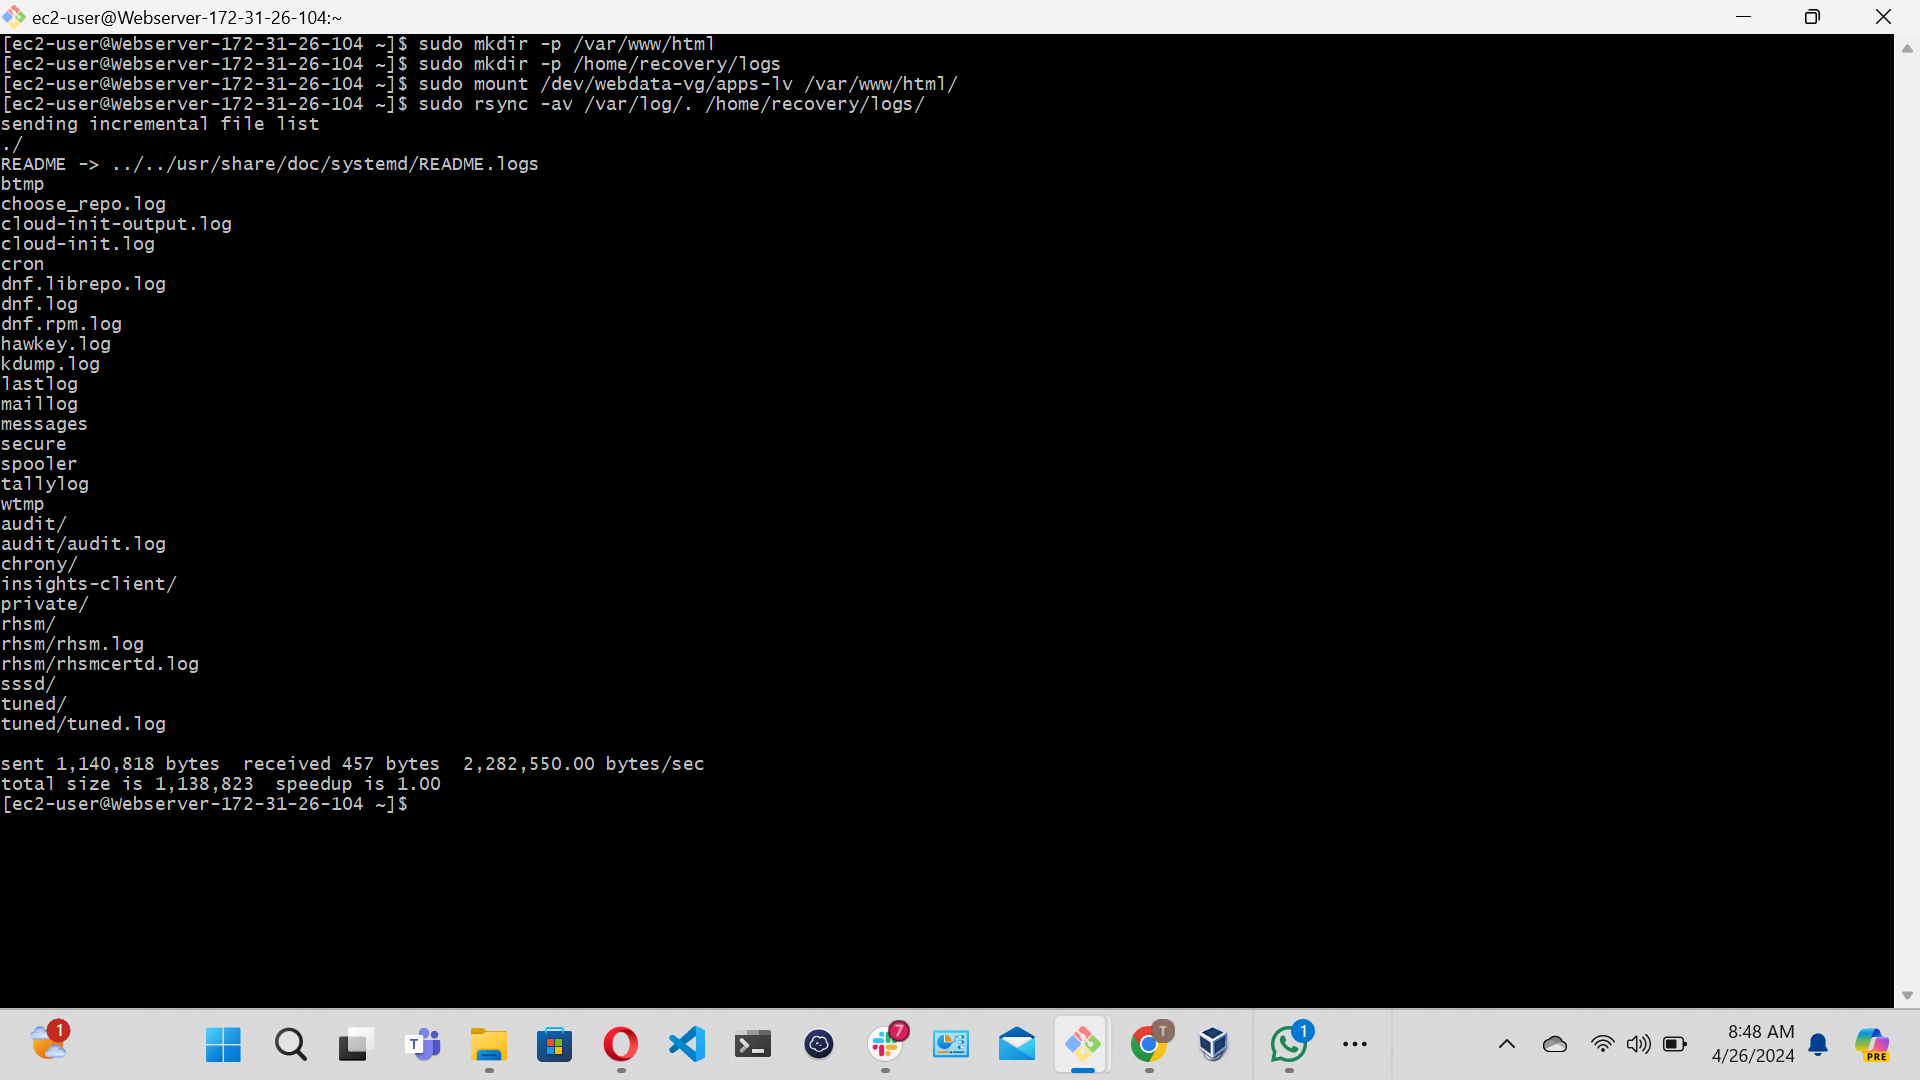 ec2-user@Webserver-172-31-26-104:~
[ec2-user@Webserver-172-31-26-104 ~]$ sudo mkdir -p /var/www/html
[ec2-user@Webserver-172-31-26-104 ~]$ sudo mkdir -p /home/recovery/logs
[ec2-user@Webserver-172-31-26-104 ~]$ sudo mount /dev/webdata-vg/apps-lv /var/www/html/
[ec2-user@Webserver-172-31-26-104 ~]$ sudo rsync -av /var/log/. /home/recovery/logs/
sending incremental file list
./
README -> ../../usr/share/doc/systemd/README.logs
btmp
choose_repo.log
cloud-init-output.log
cloud-init.log
cron
dnf.librepo.log
dnf.log
dnf.rpm.log
hawkey.log
kdump.log
lastlog
maillog
messages
secure
spooler
tallylog
wtmp
audit/
audit/audit.log
chrony/
insights-client/
private/
rhsm/
rhsm/rhsm.log
rhsm/rhsmcertd.log
sssd/
tuned/
tuned/tuned.log
sent 1,140,818 bytes  received 457 bytes  2,282,550.00 bytes/sec
total size is 1,138,823  speedup is 1.00
[ec2-user@Webserver-172-31-26-104 ~]$
1
T
7
T
1
8:48 AM
4/26/2024
PRE